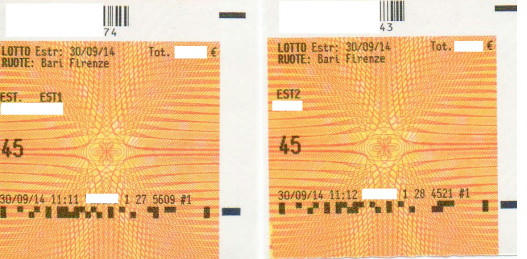 74
LOTTO Estr: 30/09/14 Tot. €
RUOTE: Bari Firenze
EST. EST1
45
30/09/14 11:11 1 27 5609 #1
43
LOTTO Estr: 30/09/14 Tot. €
RUOTE: Bari Firenze
EST2
45
30/09/14 11:12 1 28 4521 #1